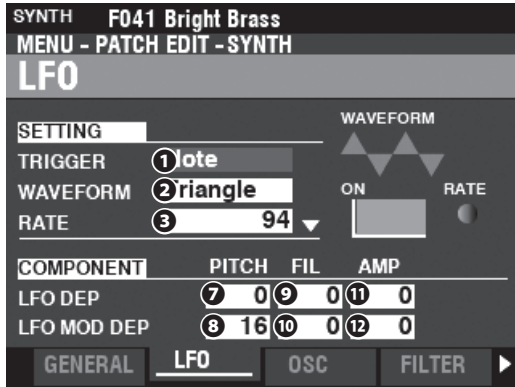 SYNTH F041 Bright Brass
MENU - PATCH EDIT - SYNTH
LFO
SETTING
TRIGGER 1 lote
WAVEFORM 2 riangle
RATE 3 94
WAVEFORM
ON RATE
COMPONENT PITCH FIL AMP
LFO DEP 7 0 9 0 11 0
LFO MOD DEP 8 16 10 0 12 0
GENERAL LFO OSC FILTER